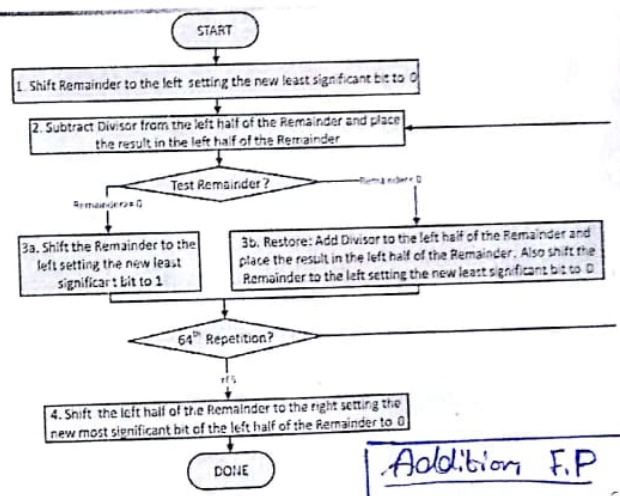 START
1. Shift Remainder to the left setting the new least significant bit to 0
2. Subtract Divisor from the left half of the Remainder and place
the result in the left half of the Remainder
Test Remainder?
Remainder>=0
Remainder<0
3a. Shift the Remainder to the
left setting the new least
significant bit to 1
3b. Restore: Add Divisor to the left half of the Remainder and
place the result in the left half of the Remainder. Also shift the
Remainder to the left setting the new least significant bit to 0
64th Repetition?
YES
4. Shift the left half of the Remainder to the right setting the
new most significant bit of the left half of the Remainder to 0
DONE
Addition F.P